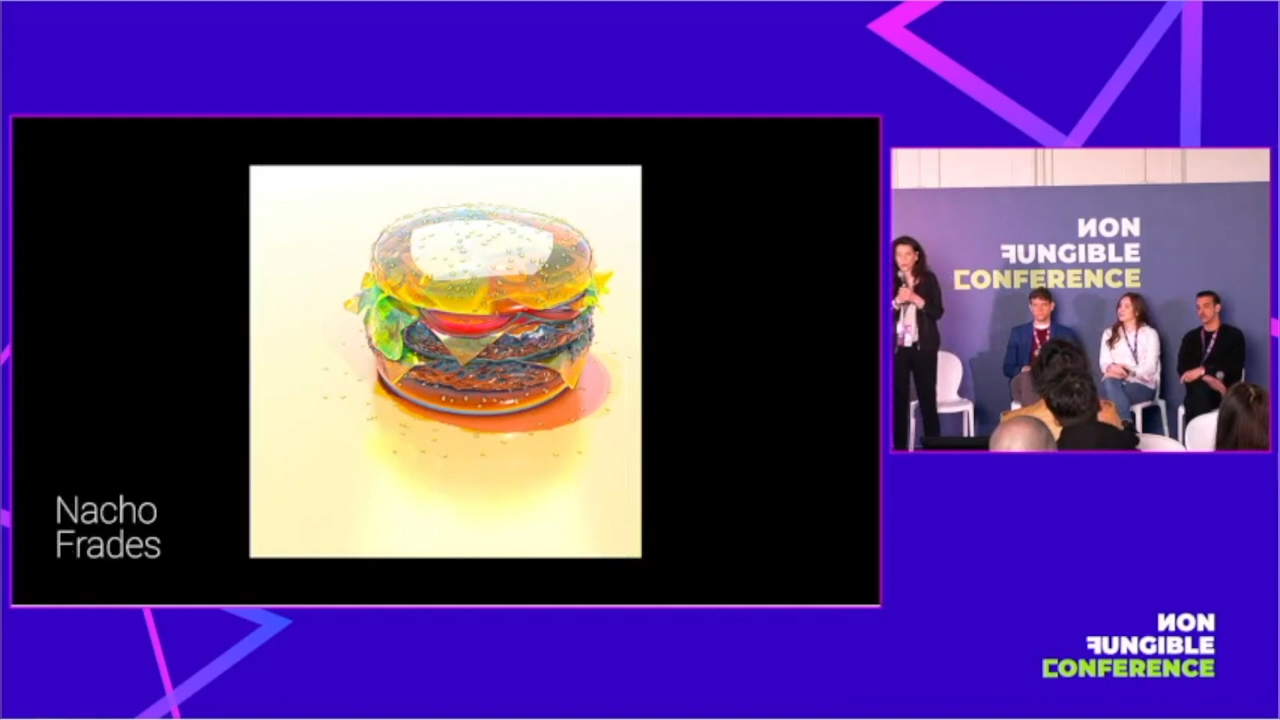 Nacho
Frades
NON
FUNGIBLE
CONFERENCE
NON
FUNGIBLE
CONFERENCE